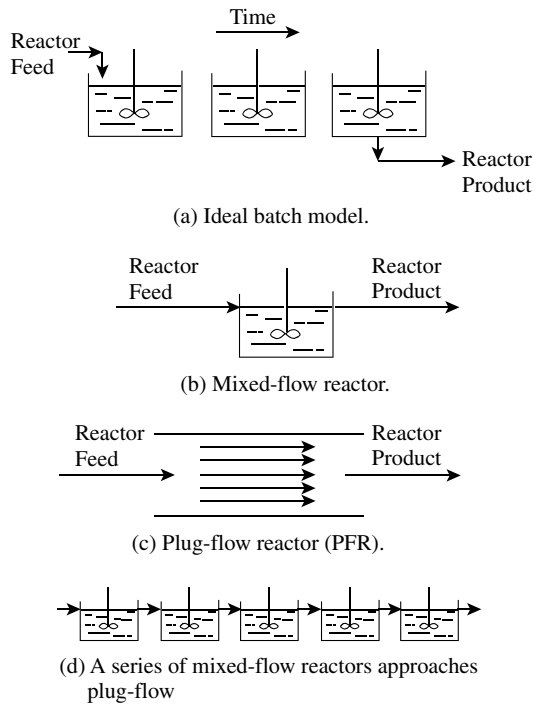 Time
Reactor
Feed
Reactor
Product
(a) Ideal batch model.
Reactor
Feed
Reactor
Product
(b) Mixed-flow reactor.
Reactor
Feed
Reactor
Product
(c) Plug-flow reactor (PFR).
(d) A series of mixed-flow reactors approaches
plug-flow